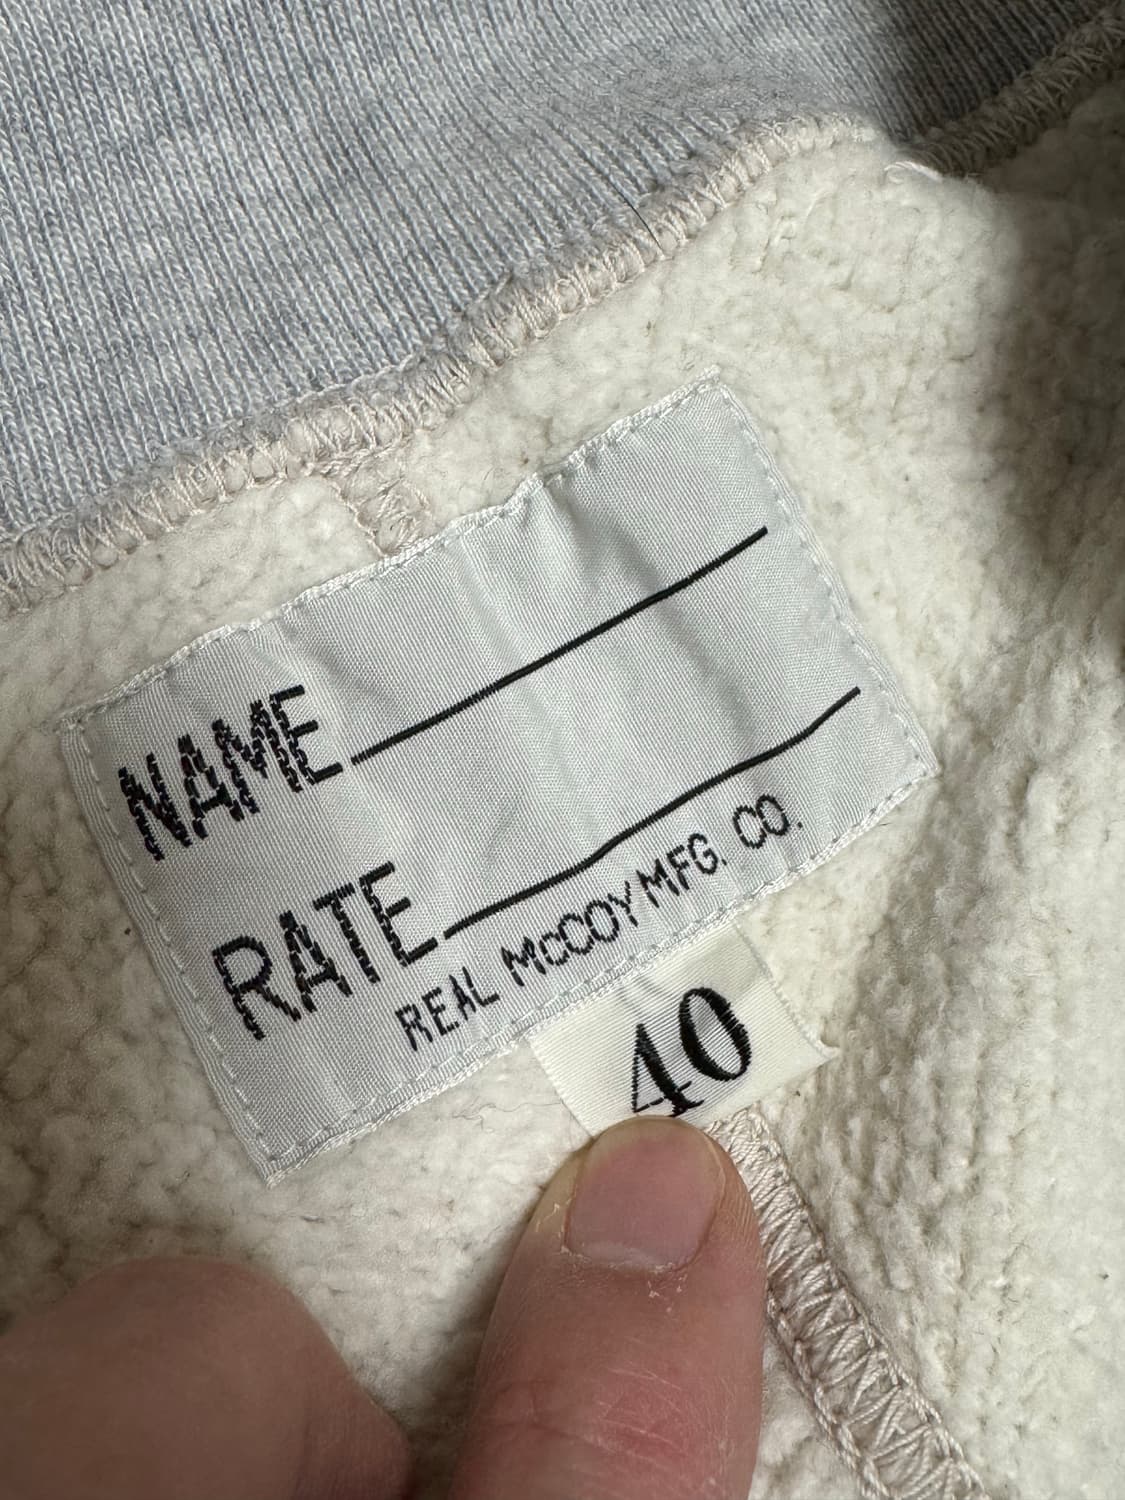 NAME
RATE
REAL McCOY MFG. CO.
40